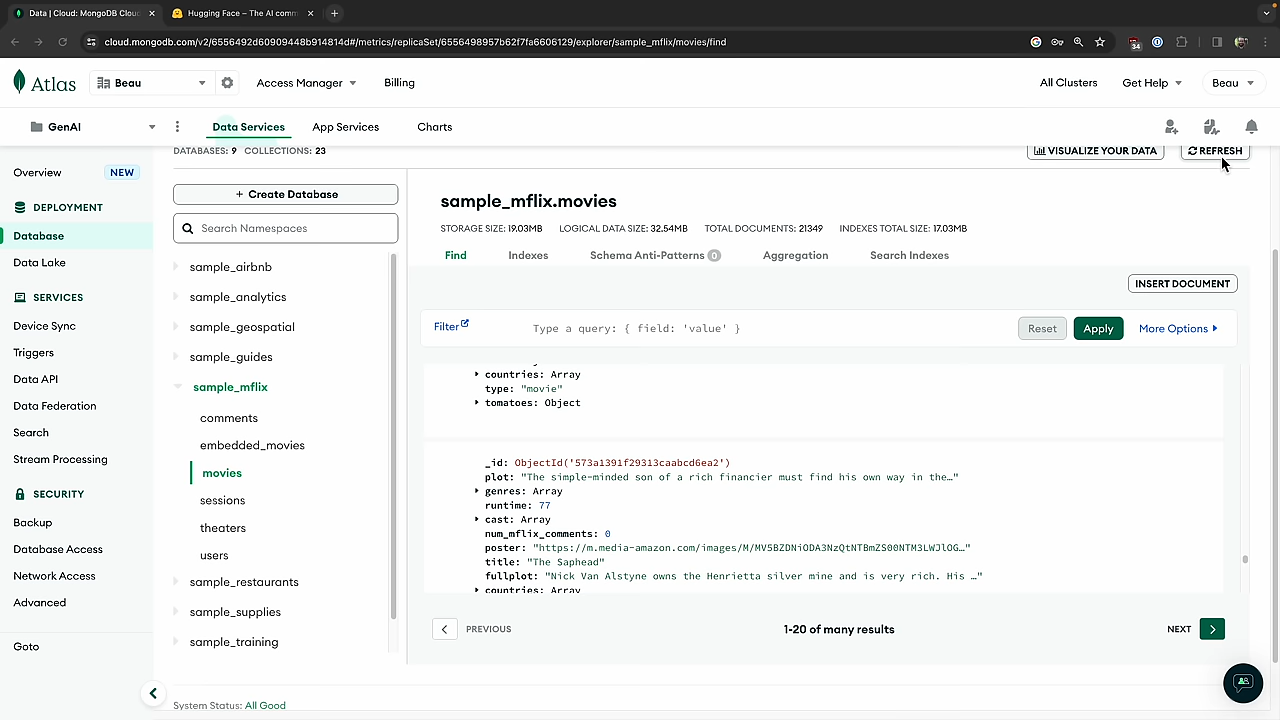 Data | Cloud: MongoDB Cloud
Hugging Face – The AI comm
cloud.mongodb.com/v2/6556492d60909448b914814d#/metrics/replicaSet/6556498957b62f7fa6606129/explorer/sample_mflix/movies/find
34
Atlas
Beau
Access Manager
Billing
All Clusters
Get Help
Beau
GenAI
Data Services
App Services
Charts
Overview
NEW
DEPLOYMENT
Database
Data Lake
SERVICES
Device Sync
Triggers
Data API
Data Federation
Search
Stream Processing
SECURITY
Backup
Database Access
Network Access
Advanced
Goto
DATABASES: 9 COLLECTIONS: 23
VISUALIZE YOUR DATA
REFRESH
+ Create Database
Search Namespaces
sample_airbnb
sample_analytics
sample_geospatial
sample_guides
sample_mflix
comments
embedded_movies
movies
sessions
theaters
users
sample_restaurants
sample_supplies
sample_training
sample_mflix.movies
STORAGE SIZE: 19.03MB LOGICAL DATA SIZE: 32.54MB TOTAL DOCUMENTS: 21349 INDEXES TOTAL SIZE: 17.03MB
Find
Indexes
Schema Anti-Patterns 0
Aggregation
Search Indexes
INSERT DOCUMENT
Filter
Type a query: { field: 'value' }
Reset
Apply
More Options
countries: Array
type: "movie"
tomatoes: Object
_id: ObjectId('573a1391f29313caabcd6ea2')
plot: "The simple-minded son of a rich financier must find his own way in the…"
genres: Array
runtime: 77
cast: Array
num_mflix_comments: 0
poster: "https://m.media-amazon.com/images/M/MV5BZDNiODA3NzQtNTBmZS00NTM3LWJlOG…"
title: "The Saphead"
fullplot: "Nick Van Alstyne owns the Henrietta silver mine and is very rich. His …"
countries: Array
PREVIOUS
1-20 of many results
NEXT
System Status: All Good